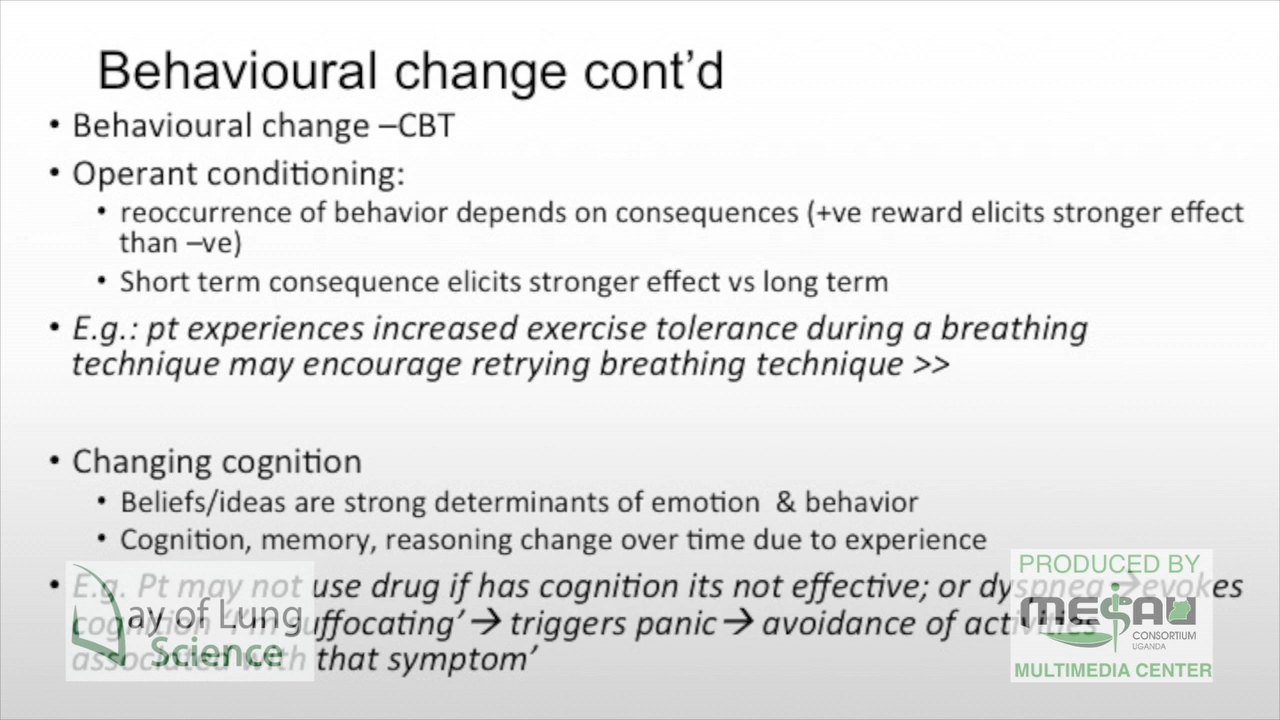 Behavioural change cont’d
• Behavioural change –CBT
• Operant conditioning:
• reoccurrence of behavior depends on consequences (+ve reward elicits stronger effect
than –ve)
• Short term consequence elicits stronger effect vs long term
• E.g.: pt experiences increased exercise tolerance during a breathing
technique may encourage retrying breathing technique >>
• Changing cognition
• Beliefs/ideas are strong determinants of emotion & behavior
• Cognition, memory, reasoning change over time due to experience
• E.g. Pt may not use drug if has cognition its not effective; or dyspnea → evokes
cognition ‘I’m suffocating’ → triggers panic → avoidance of activities
associated with that symptom’
Day of Lung
Science
PRODUCED BY
MESAU
CONSORTIUM
UGANDA
MULTIMEDIA CENTER